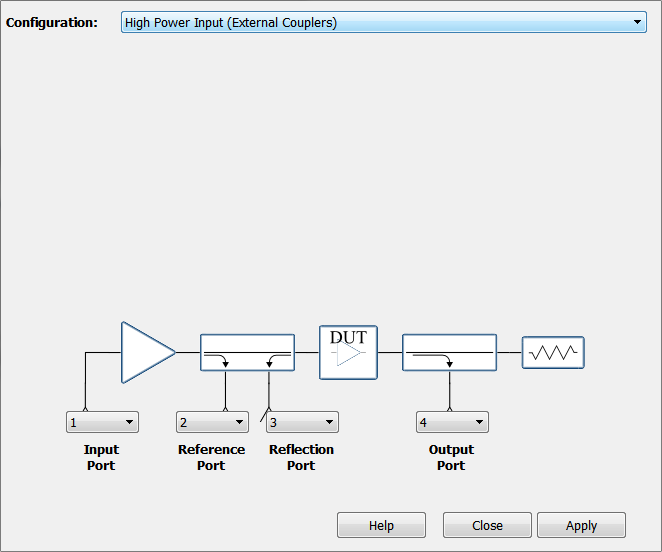 Configuration: High Power Input (External Couplers)
DUT
1 2 3 4
Input Reference Reflection Output
Port Port Port Port
Help Close Apply